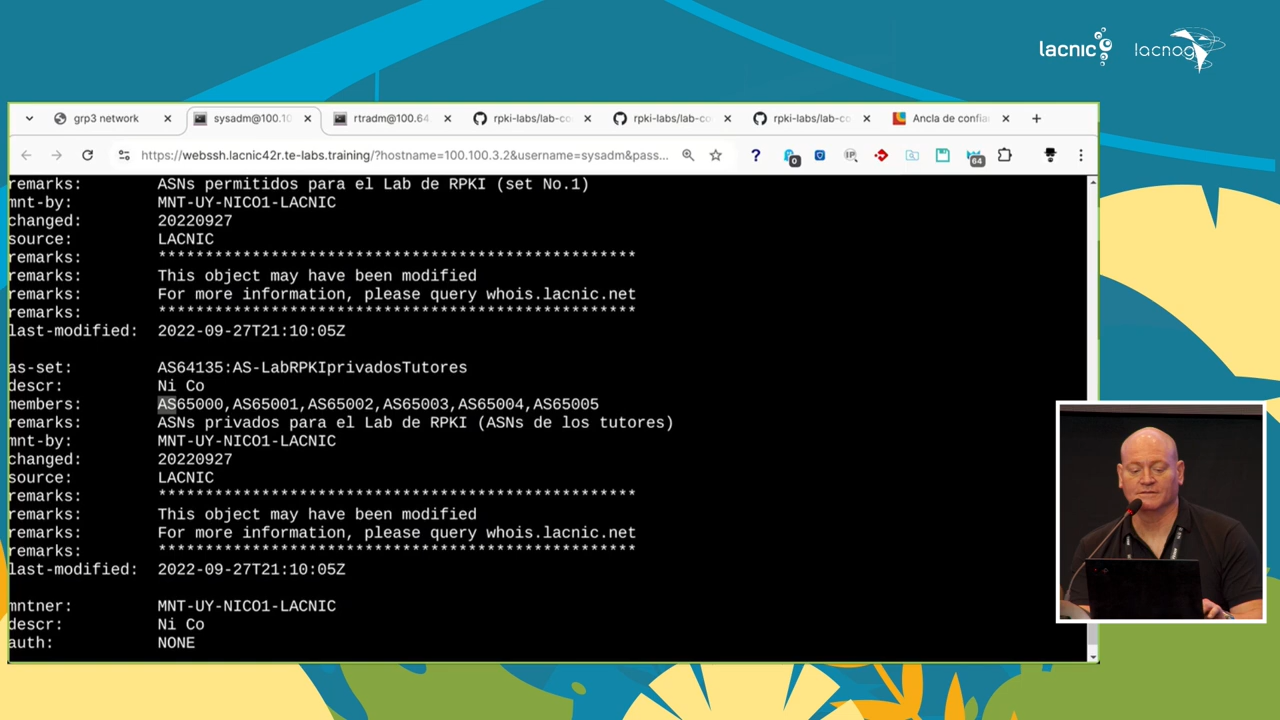 lacnic
lacnog
grp3 network
sysadm@100.10
rtradm@100.64
rpki-labs/lab-co
rpki-labs/lab-co
rpki-labs/lab-co
Ancla de confia
https://webssh.lacnic42r.te-labs.training/?hostname=100.100.3.2&username=sysadm&pass...
0
IP
64
remarks: ASNs permitidos para el Lab de RPKI (set No.1)
mnt-by: MNT-UY-NICO1-LACNIC
changed: 20220927
source: LACNIC
remarks: ***************************************************
remarks: This object may have been modified
remarks: For more information, please query whois.lacnic.net
remarks: ***************************************************
last-modified: 2022-09-27T21:10:05Z
as-set: AS64135:AS-LabRPKIprivadosTutores
descr: Ni Co
members: AS65000,AS65001,AS65002,AS65003,AS65004,AS65005
remarks: ASNs privados para el Lab de RPKI (ASNs de los tutores)
mnt-by: MNT-UY-NICO1-LACNIC
changed: 20220927
source: LACNIC
remarks: ***************************************************
remarks: This object may have been modified
remarks: For more information, please query whois.lacnic.net
remarks: ***************************************************
last-modified: 2022-09-27T21:10:05Z
mntner: MNT-UY-NICO1-LACNIC
descr: Ni Co
auth: NONE